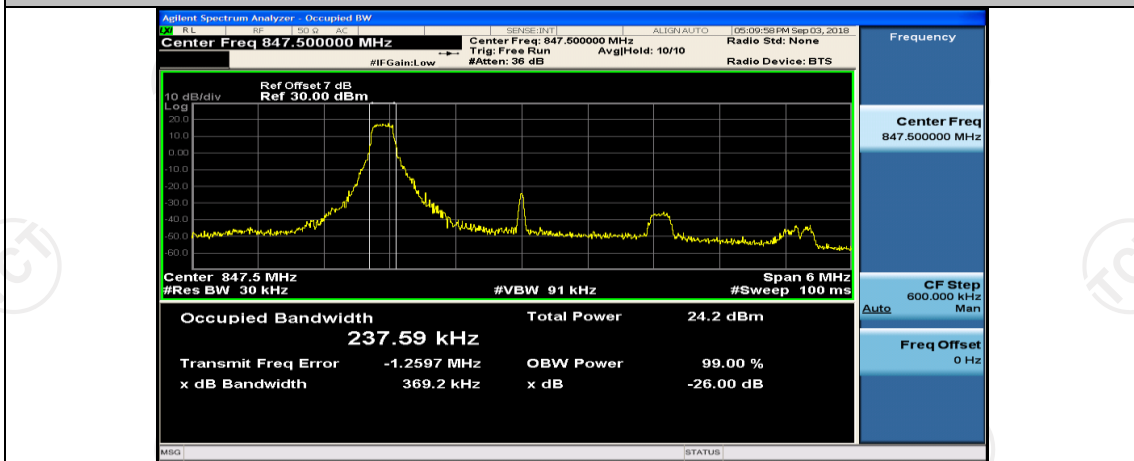 Agilent Spectrum Analyzer - Occupied BW
LXI RL RF 50 Ω AC SENSE:INT ALIGN AUTO 05:09:58 PM Sep 03, 2018
Center Freq 847.500000 MHz Center Freq: 847.500000 MHz Radio Std: None Frequency
Trig: Free Run Avg|Hold: 10/10
#IFGain:Low #Atten: 36 dB Radio Device: BTS
Ref Offset 7 dB
10 dB/div Ref 30.00 dBm
Log
20.0
10.0
0.00
-10.0
-20.0
-30.0
-40.0
-50.0
-60.0
Center 847.5 MHz Span 6 MHz
#Res BW 30 kHz #VBW 91 kHz #Sweep 100 ms
Occupied Bandwidth Total Power 24.2 dBm
237.59 kHz
Transmit Freq Error -1.2597 MHz OBW Power 99.00 %
x dB Bandwidth 369.2 kHz x dB -26.00 dB
Center Freq
847.500000 MHz
CF Step
600.000 kHz
Auto Man
Freq Offset
0 Hz
MSG STATUS
TCT